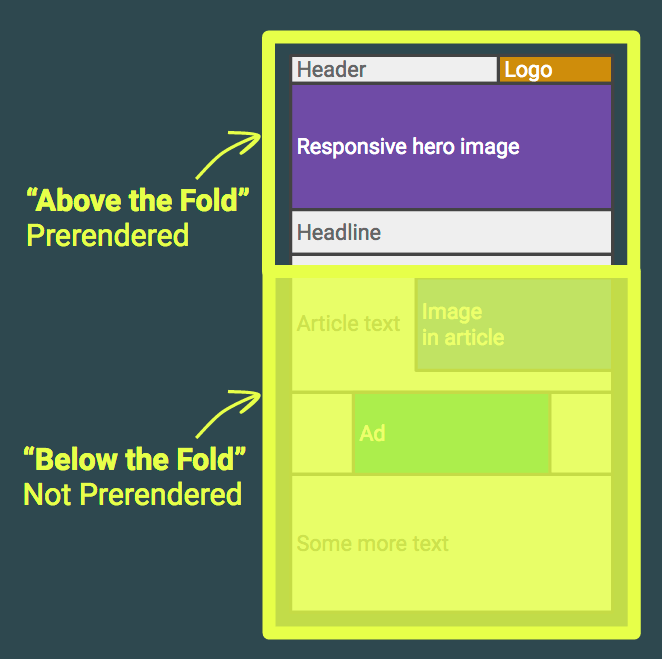 Header
Logo
Responsive hero image
“Above the Fold”
Prerendered
Headline
Article text
Image
in article
Ad
“Below the Fold”
Not Prerendered
Some more text